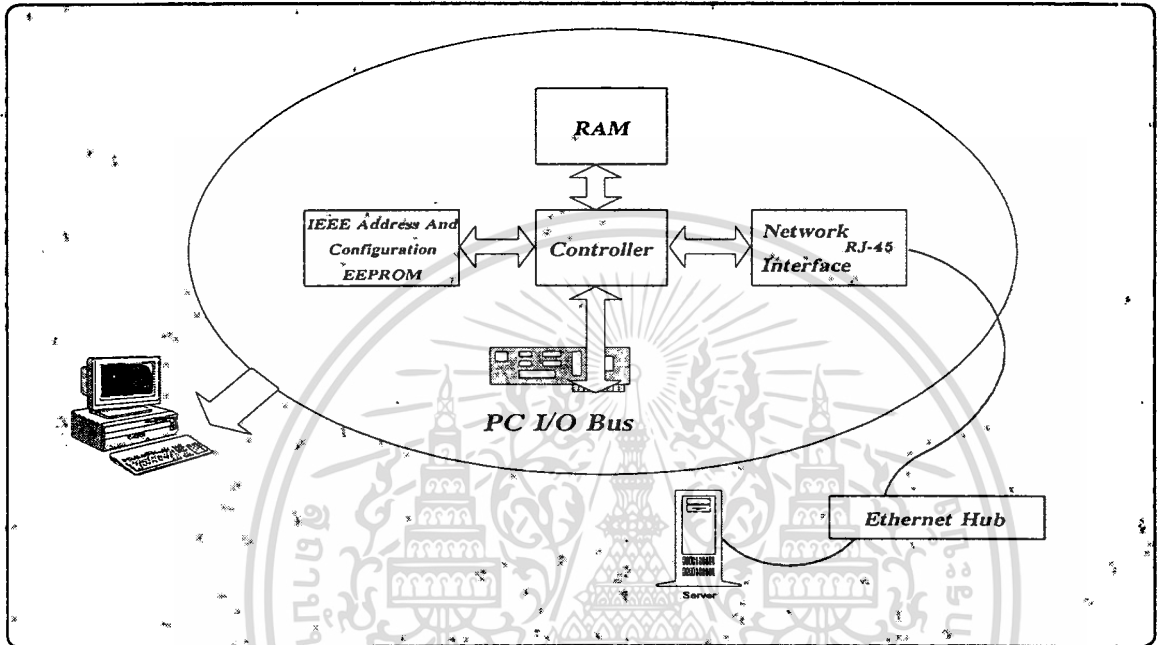 RAM
IEEE Address And
Configuration
EEPROM
Controller
Network
RJ-45
Interface
PC I/O Bus
Ethernet Hub
Server